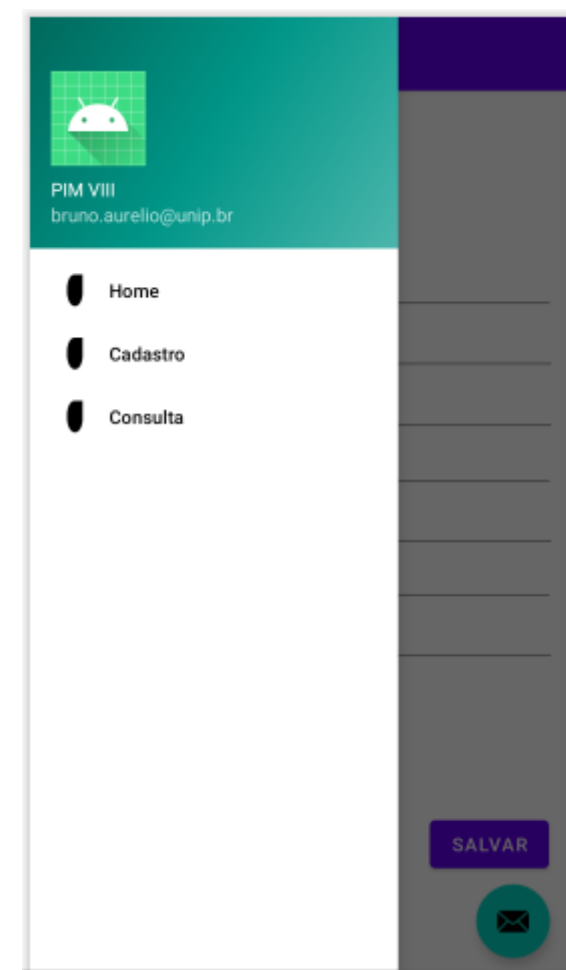 PIM VIII
bruno.aurelio@unip.br
Home
Cadastro
Consulta
SALVAR